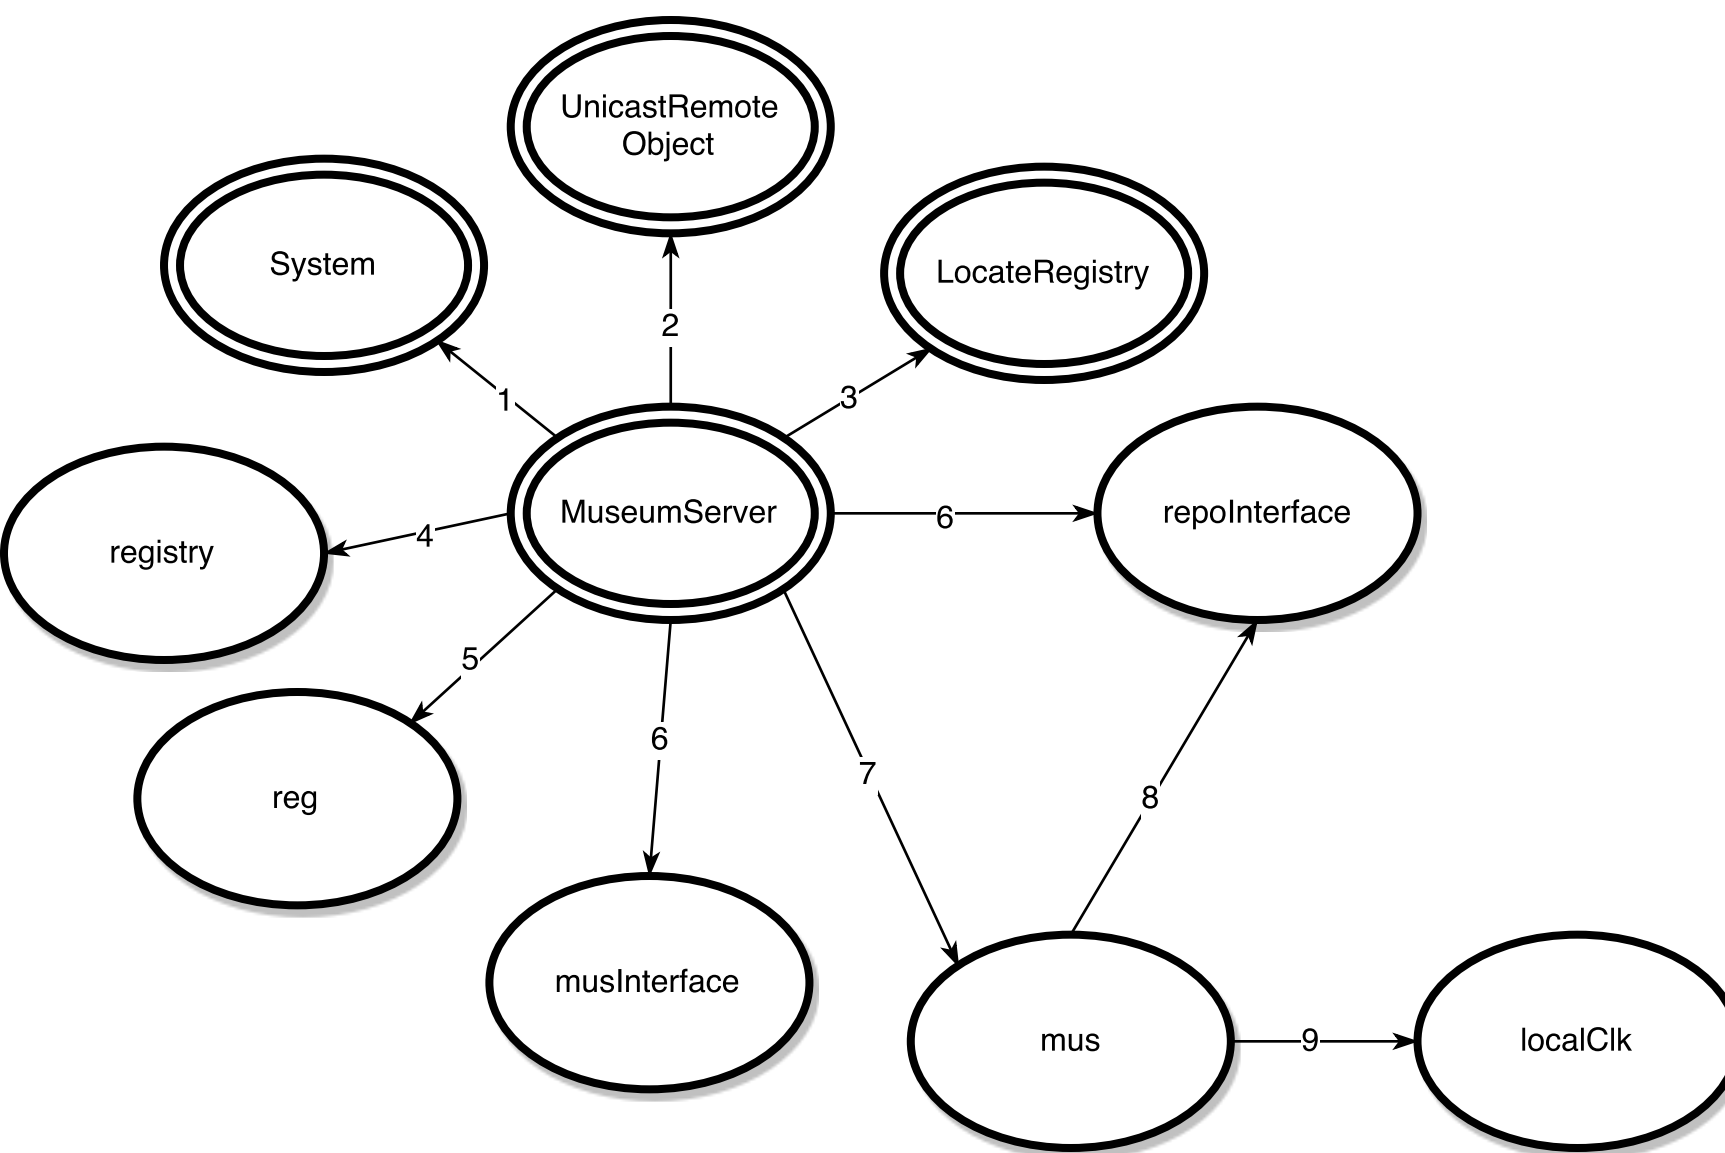 UnicastRemote
Object
System
LocateRegistry
2
1
3
MuseumServer
6
repoInterface
4
registry
5
6
7
8
reg
musInterface
mus
9
localClk